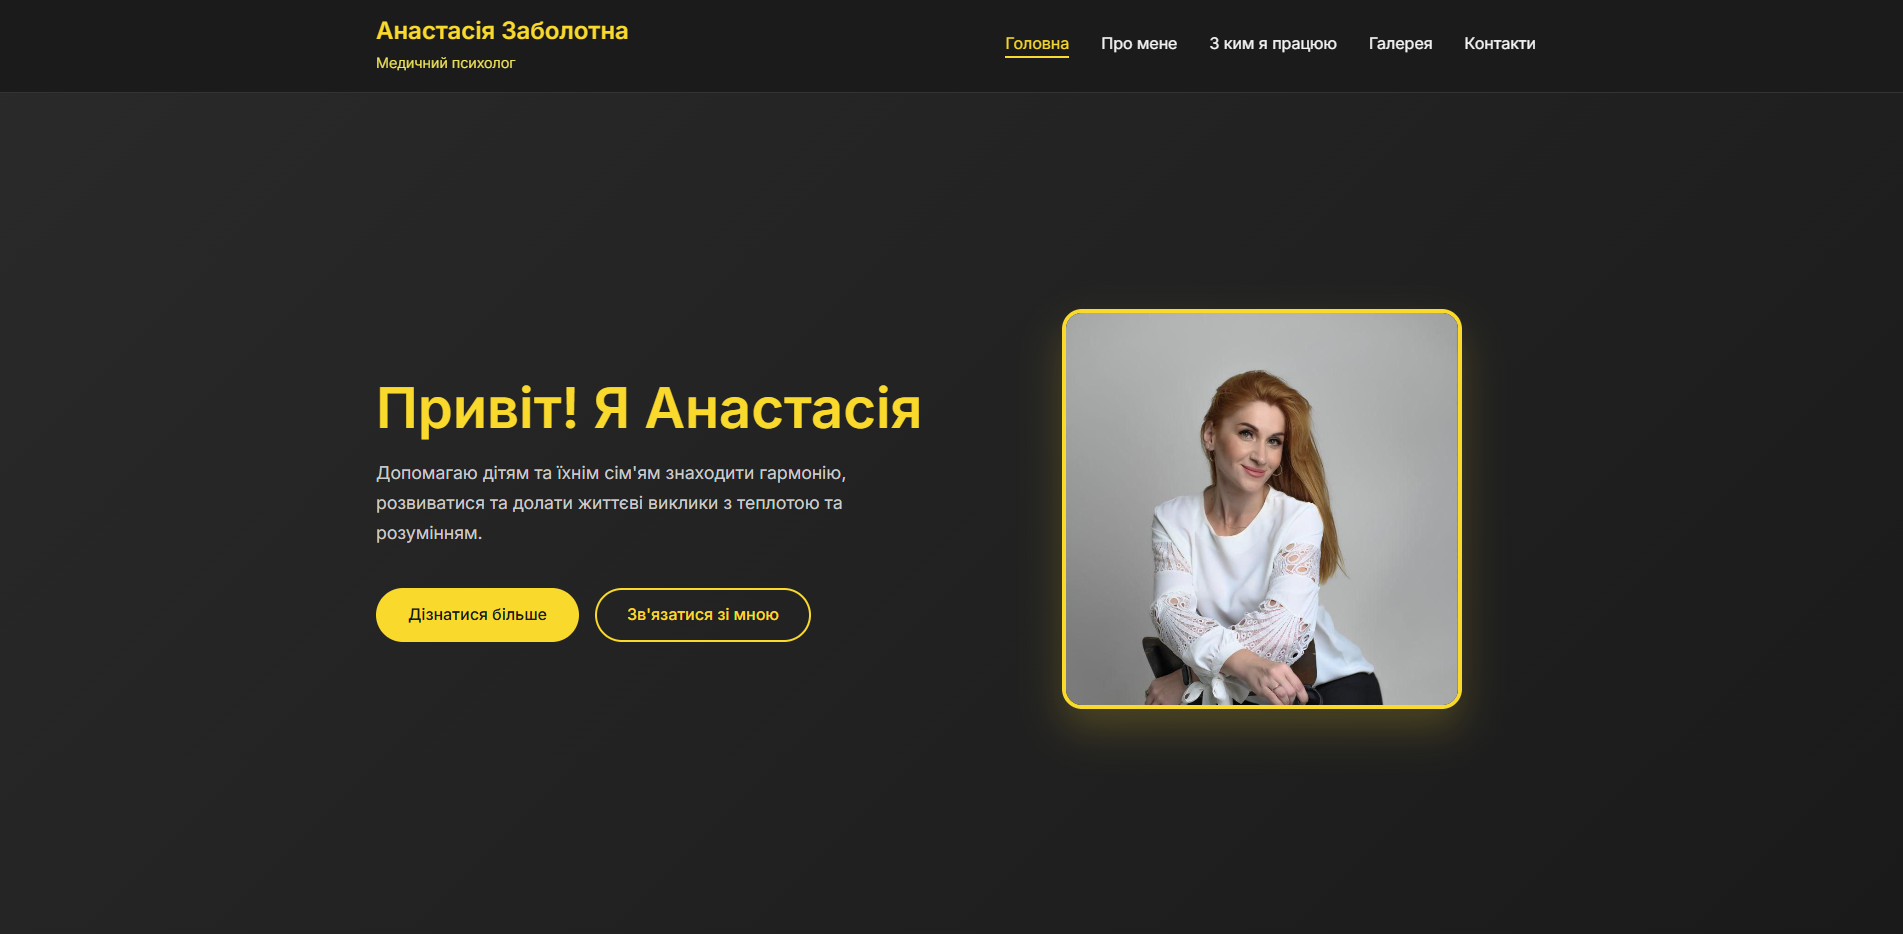 Анастасія Заболотна
Медичний психолог
Головна
Про мене
З ким я працюю
Галерея
Контакти
Привіт! Я Анастасія
Допомагаю дітям та їхнім сім'ям знаходити гармонію,
розвиватися та долати життєві виклики з теплотою та
розумінням.
Дізнатися більше
Зв'язатися зі мною